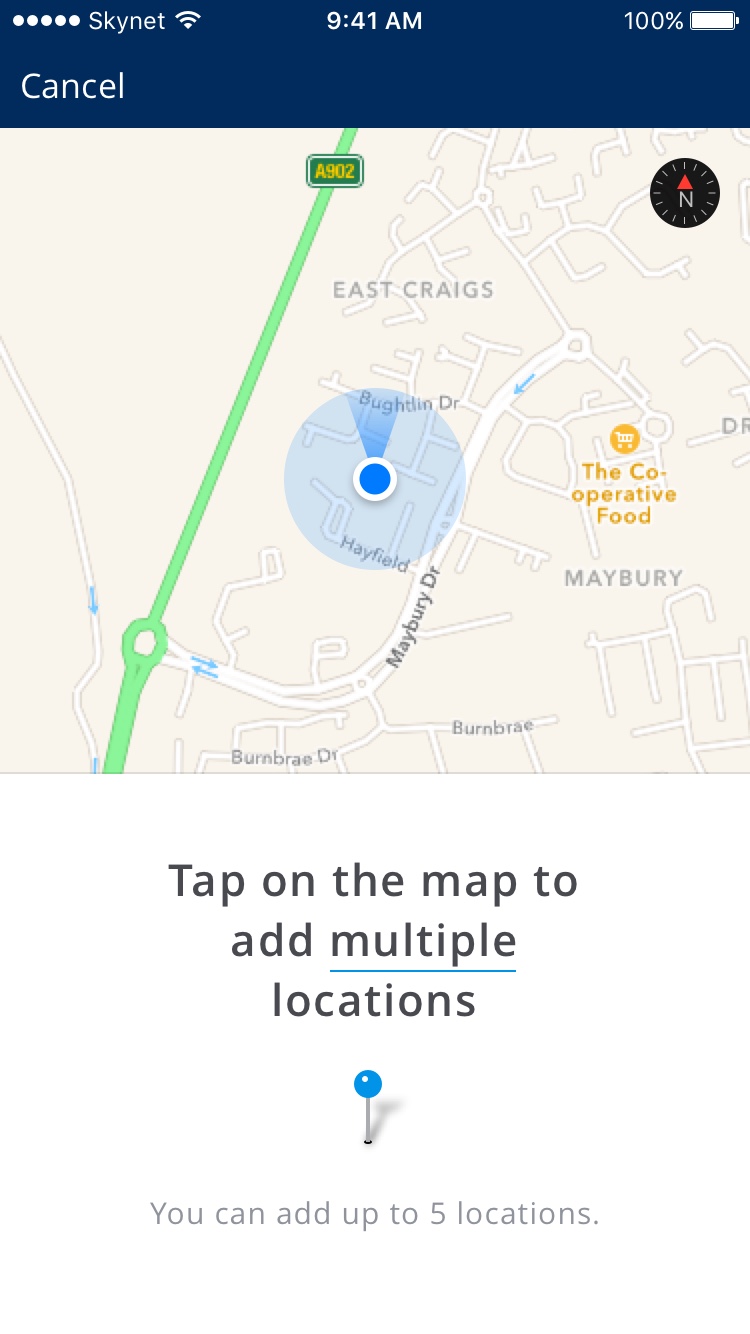 Skynet
9:41 AM
100%
Cancel
A902
N
EAST CRAIGS
Bughtlin Dr
DR
The Co-
operative
Food
Hayfield
MAYBURY
Maybury Dr
Burnbrae
Burnbrae Dr
Tap on the map to
add multiple
locations
You can add up to 5 locations.